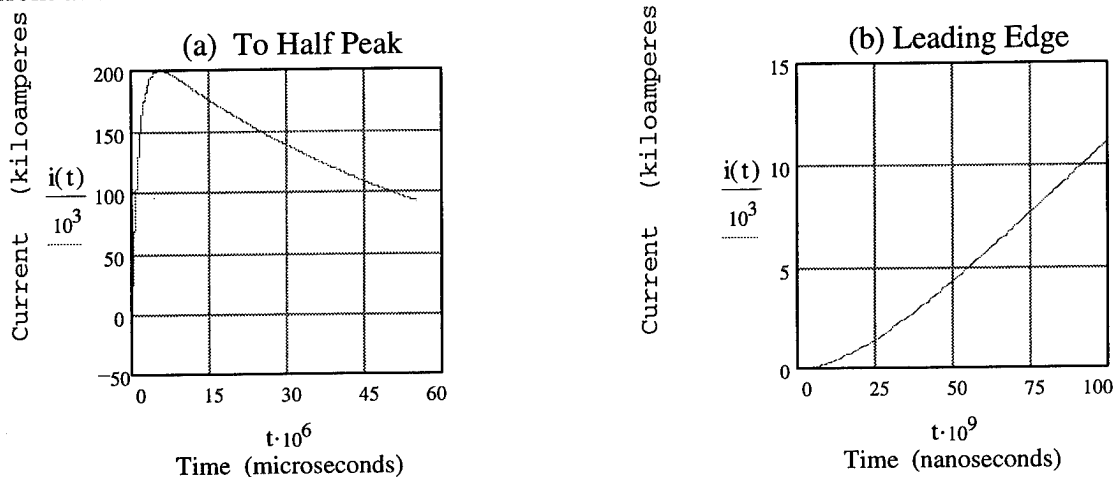 (a) To Half Peak
Current (kiloamperes
i(t)
10³
200
150
100
50
0
−50
0 15 30 45 60
t·10⁶
Time (microseconds)
(b) Leading Edge
Current (kiloamperes
i(t)
10³
15
10
5
0
0 25 50 75 100
t·10⁹
Time (nanoseconds)